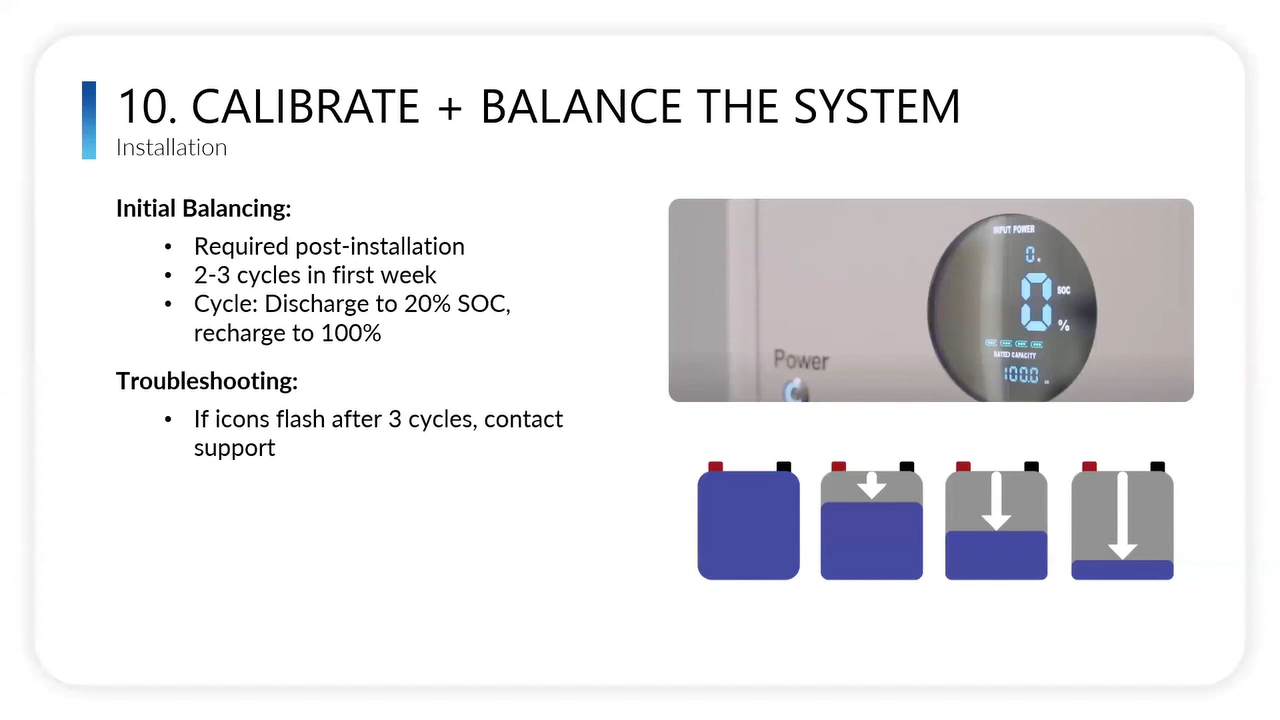 10. CALIBRATE + BALANCE THE SYSTEM
Installation
Initial Balancing:
• Required post-installation
• 2-3 cycles in first week
• Cycle: Discharge to 20% SOC,
recharge to 100%
Troubleshooting:
• If icons flash after 3 cycles, contact
support
INPUT POWER
0.
0 SOC
%
RATED CAPACITY
100.0
Power